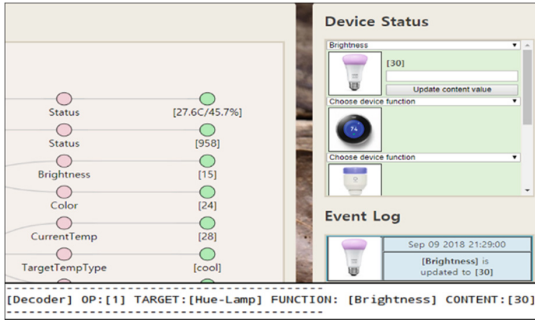 Status
[27.6C/45.7%]
Status
[958]
Brightness
[15]
Color
[24]
CurrentTemp
[28]
TargetTempType
[cool]
Device Status
Brightness
[30]
Update content value
Choose device function
74
Choose device function
Event Log
Sep 09 2018 21:29:00
[Brightness] is
updated to [30]
[Decoder] OP:[1] TARGET:[Hue-Lamp] FUNCTION: [Brightness] CONTENT:[30]